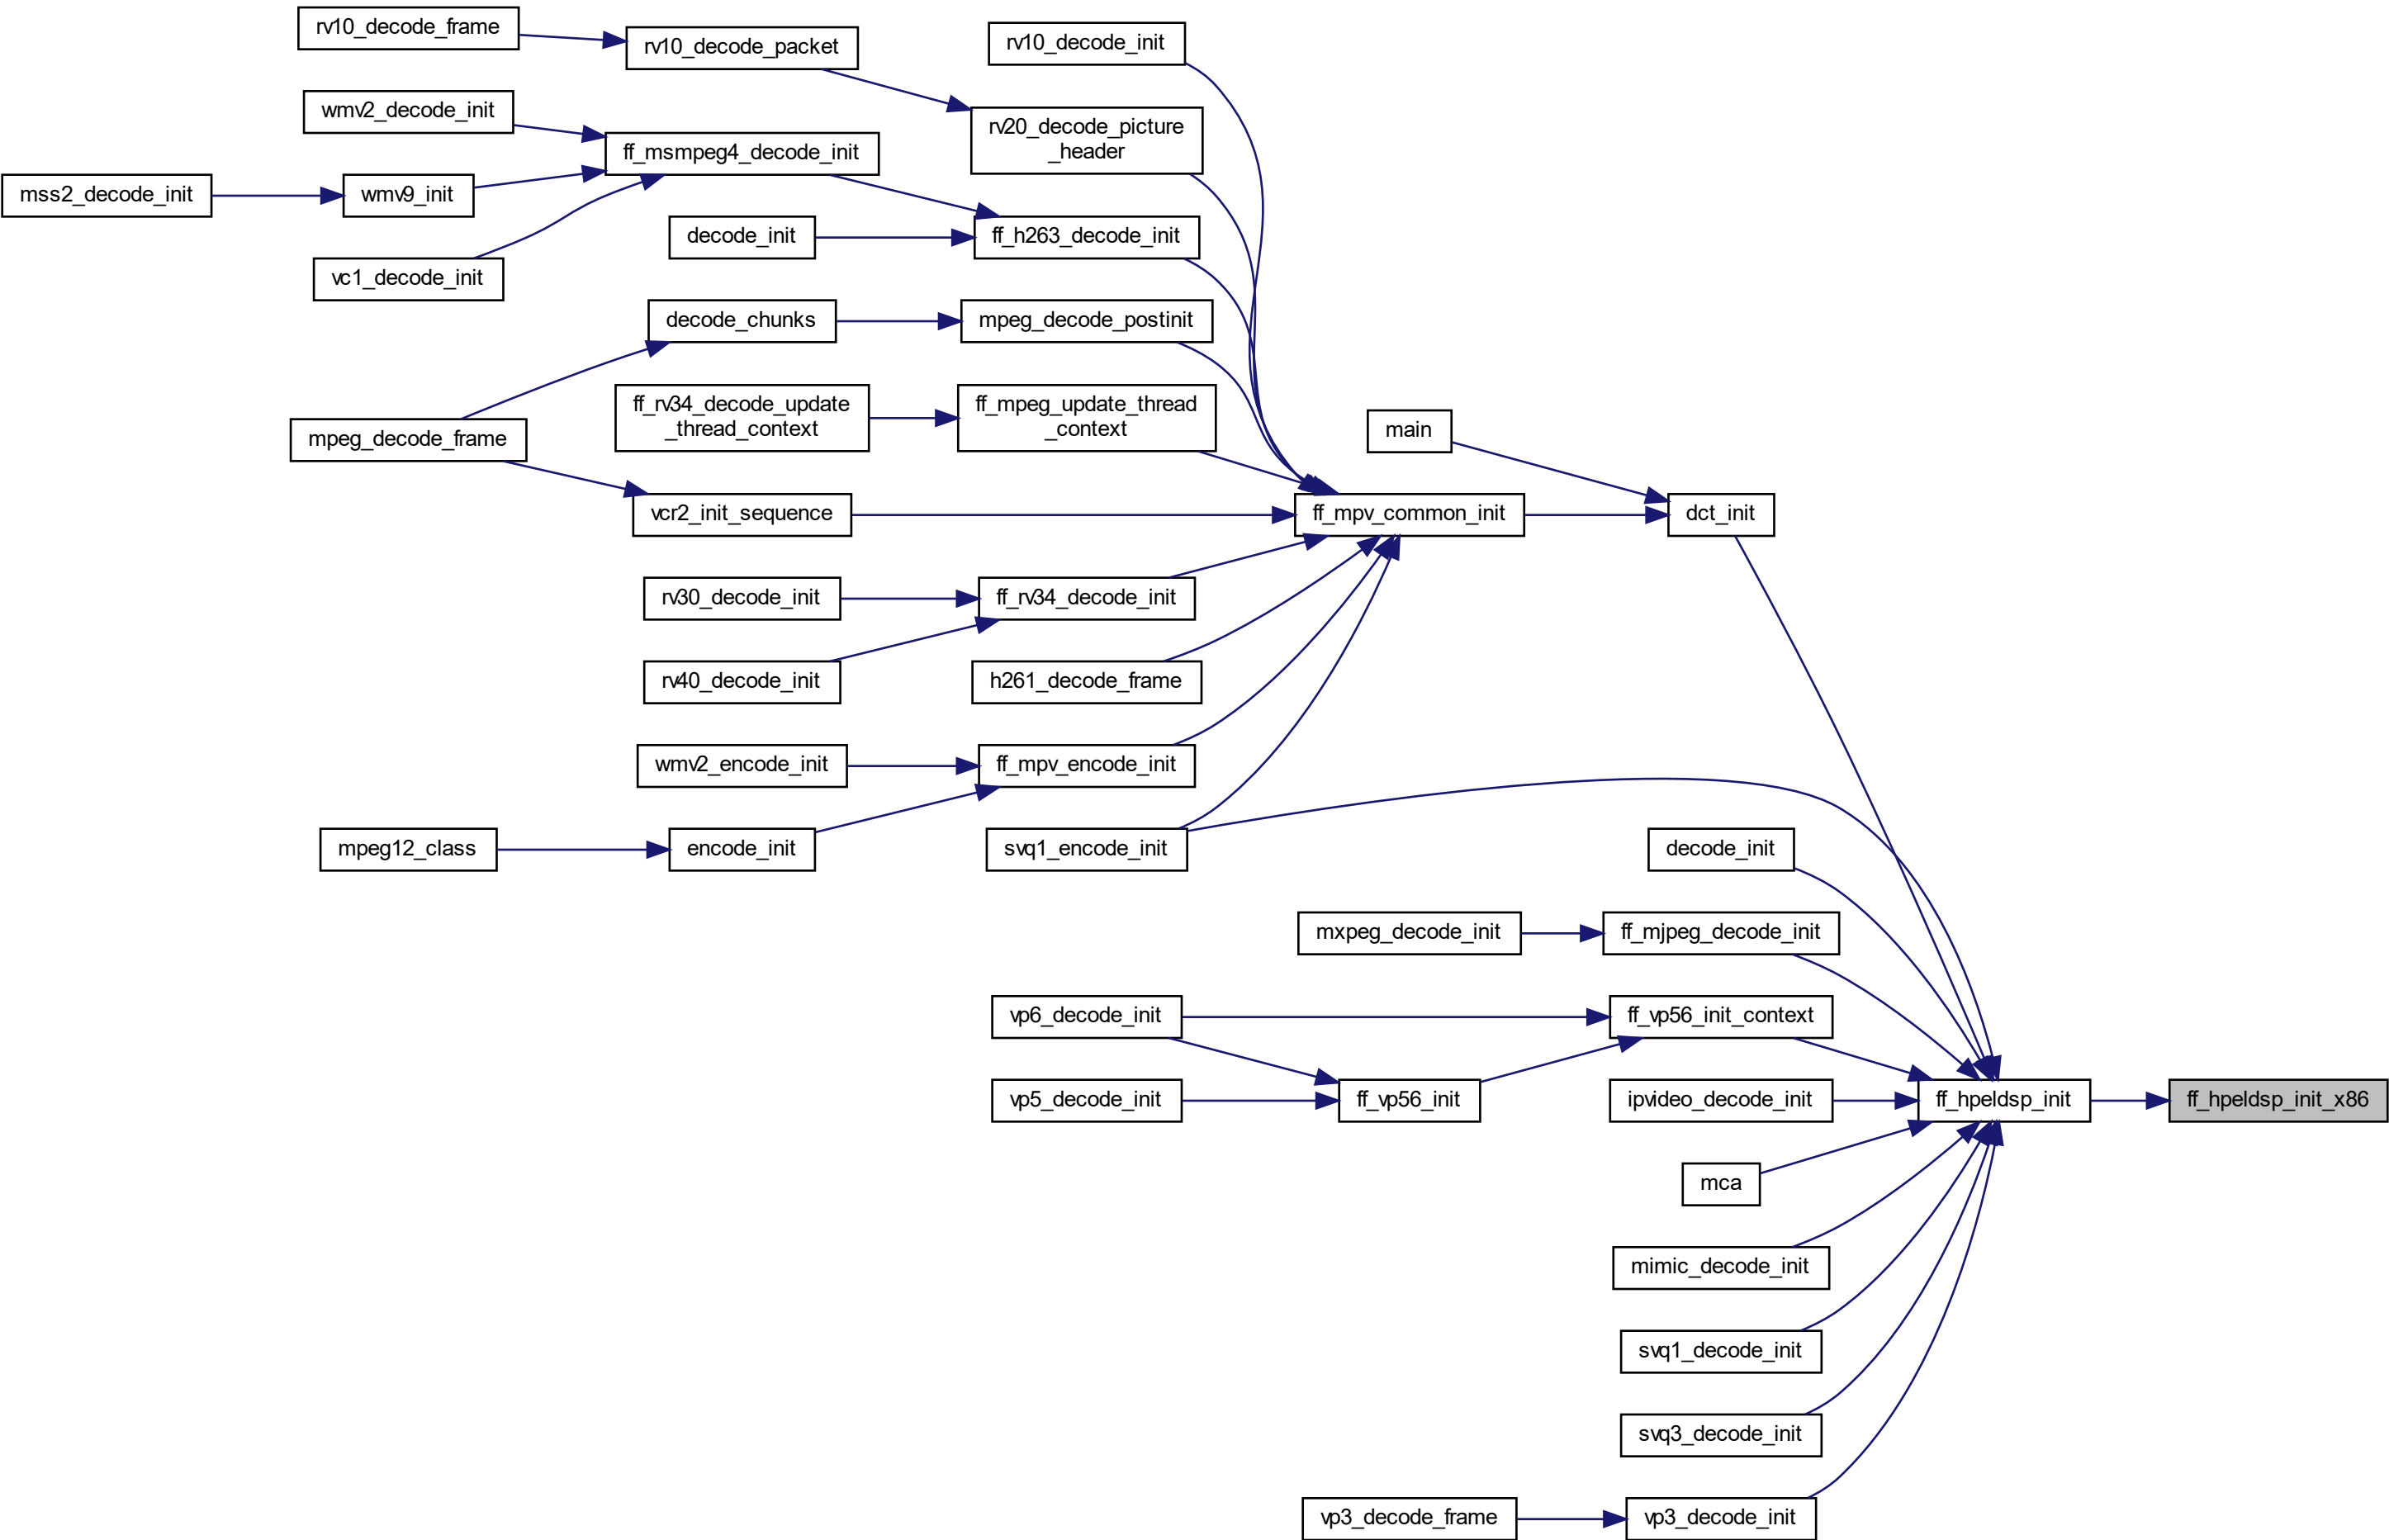 rv10_decode_frame
rv10_decode_packet
rv10_decode_init
wmv2_decode_init
rv20_decode_picture
_header
ff_msmpeg4_decode_init
mss2_decode_init
wmv9_init
decode_init
ff_h263_decode_init
vc1_decode_init
decode_chunks
mpeg_decode_postinit
ff_rv34_decode_update
_thread_context
ff_mpeg_update_thread
_context
main
mpeg_decode_frame
vcr2_init_sequence
ff_mpv_common_init
dct_init
rv30_decode_init
ff_rv34_decode_init
rv40_decode_init
h261_decode_frame
wmv2_encode_init
ff_mpv_encode_init
mpeg12_class
encode_init
svq1_encode_init
decode_init
mxpeg_decode_init
ff_mjpeg_decode_init
vp6_decode_init
ff_vp56_init_context
vp5_decode_init
ff_vp56_init
ipvideo_decode_init
ff_hpeldsp_init
ff_hpeldsp_init_x86
mca
mimic_decode_init
svq1_decode_init
svq3_decode_init
vp3_decode_frame
vp3_decode_init